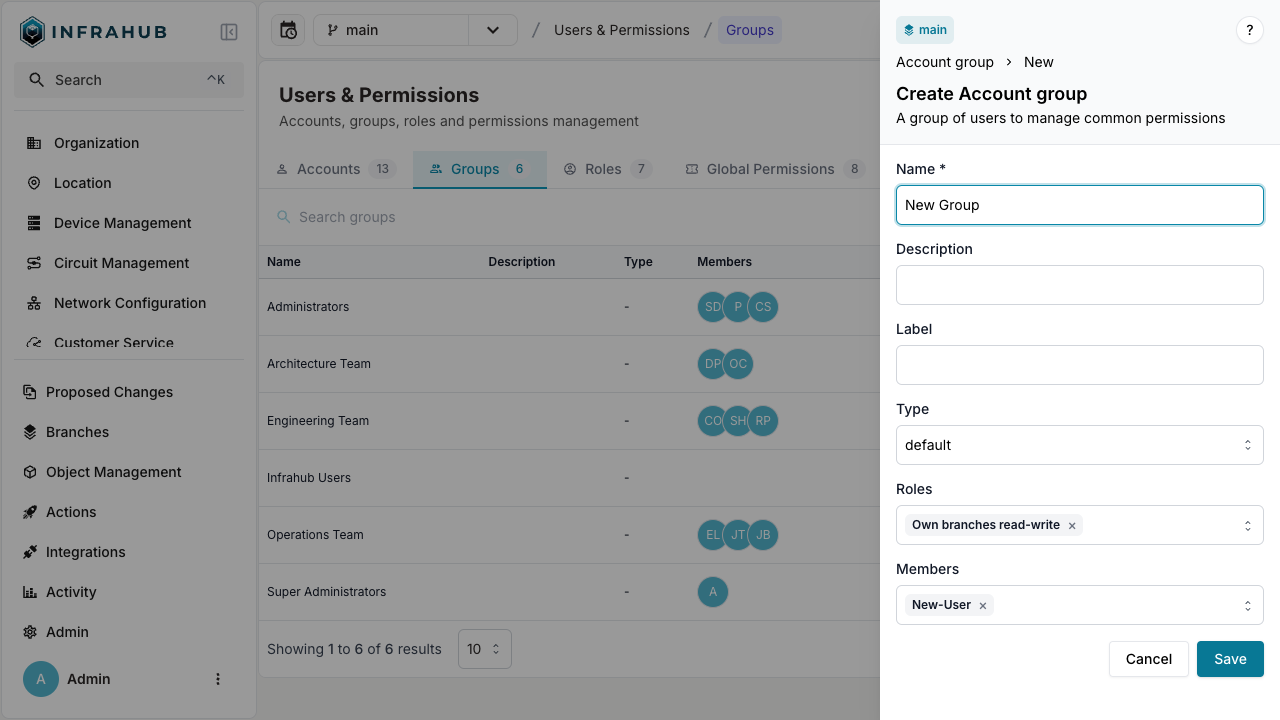 INFRAHUB
Search ^K
Organization
Location
Device Management
Circuit Management
Network Configuration
Customer Service
Proposed Changes
Branches
Object Management
Actions
Integrations
Activity
Admin
A Admin
main / Users & Permissions / Groups
Users & Permissions
Accounts, groups, roles and permissions management
Accounts 13 Groups 6 Roles 7 Global Permissions 8
Search groups
Name Description Type Members
Administrators - SD P CS
Architecture Team - DP OC
Engineering Team - CO SH RP
Infrahub Users -
Operations Team - EL JT JB
Super Administrators - A
Showing 1 to 6 of 6 results 10
main ?
Account group › New
Create Account group
A group of users to manage common permissions
Name *
New Group
Description
Label
Type
default
Roles
Own branches read-write ×
Members
New-User ×
Cancel Save